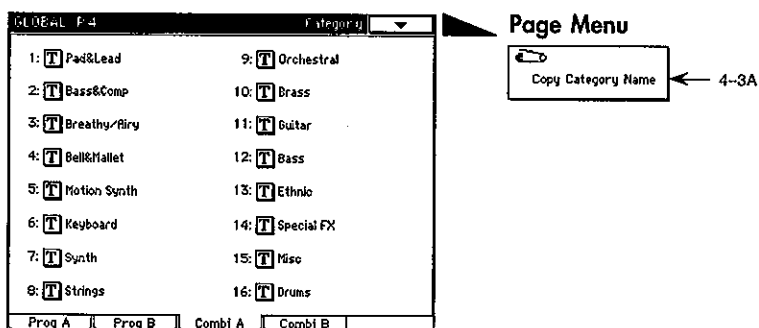 GLOBAL P4 Category
1: T Pad&Lead
2: T Bass&Comp
3: T Breathy/Airy
4: T Bell&Mallet
5: T Motion Synth
6: T Keyboard
7: T Synth
8: T Strings
9: T Orchestral
10: T Brass
11: T Guitar
12: T Bass
13: T Ethnic
14: T Special FX
15: T Misc
16: T Drums
Prog A Prog B Combi A Combi B
Page Menu
Copy Category Name
4-3A